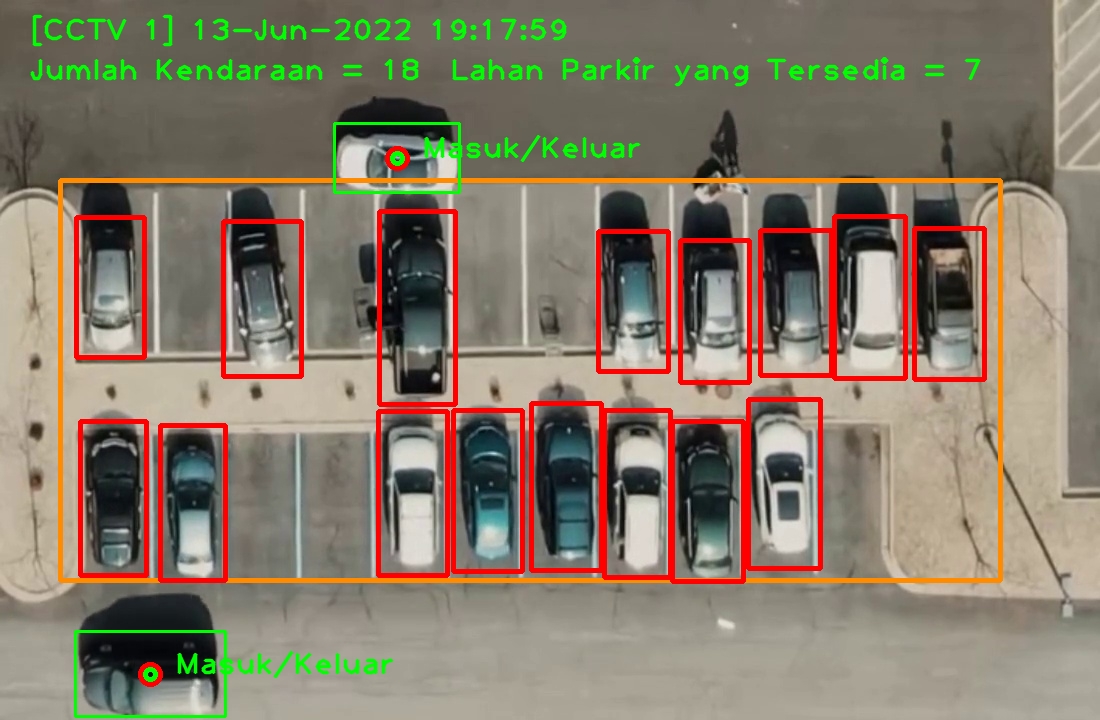 [CCTV 1] 13-Jun-2022 19:17:59
Jumlah Kendaraan = 18 Lahan Parkir yang Tersedia = 7
Masuk/Keluar
Masuk/Keluar